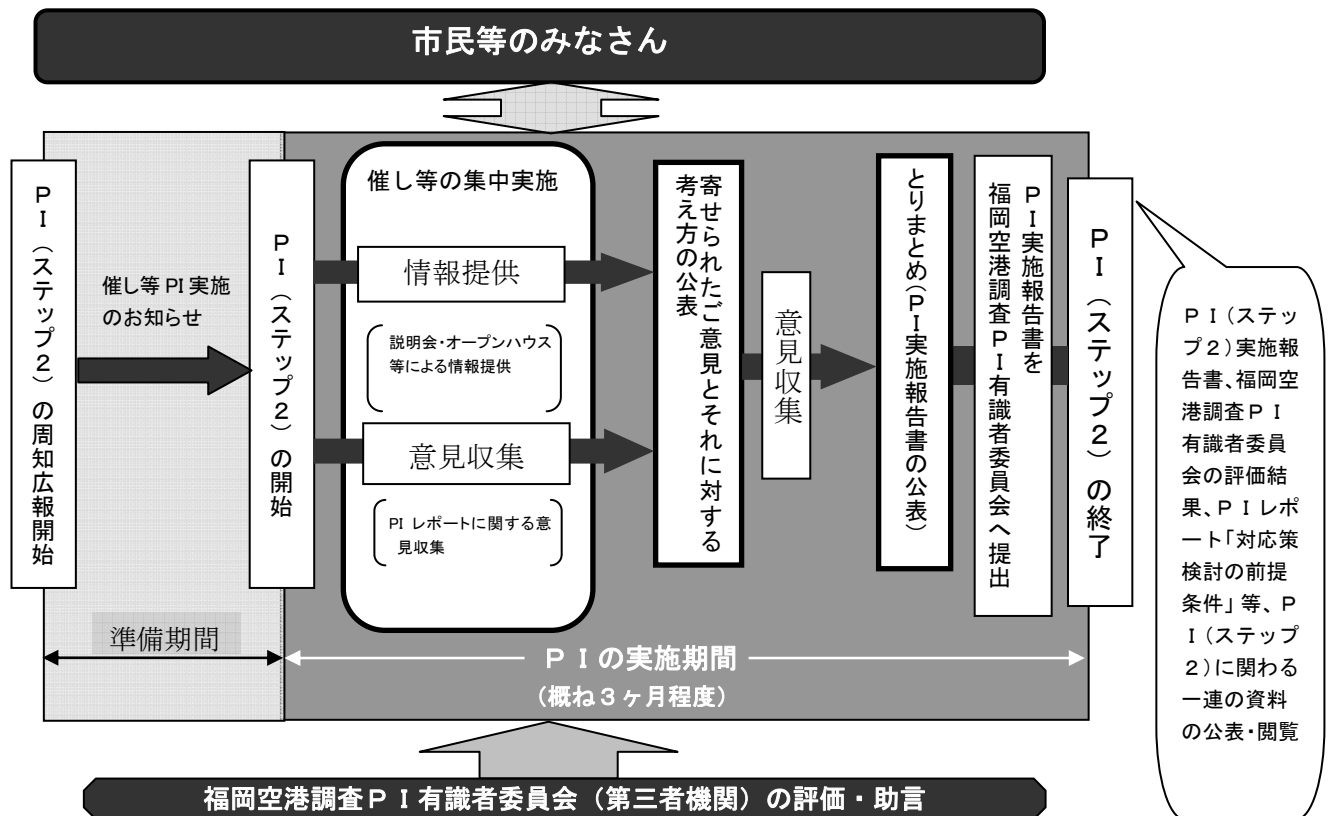 市民等のみなさん
PI（ステップ２）の周知広報開始
催し等 PI 実施
のお知らせ
PI（ステップ２）の開始
催し等の集中実施
情報提供
説明会・オープンハウス
等による情報提供
意見収集
PI レポートに関する意
見収集
寄せられたご意見とそれに対する
考え方の公表
意見収集
とりまとめ（ＰＩ実施報告書の公表）
ＰＩ実施報告書を
福岡空港調査ＰＩ有識者委員会へ提出
ＰＩ（ステップ２）の終了
ＰＩ（ステッ
プ２）実施報
告書、福岡空
港調査ＰＩ
有識者委員
会の評価結
果、ＰＩレポ
ート「対応策
検討の前提
条件」等、Ｐ
Ｉ（ステップ
２）に関わる
一連の資料
の公表・閲覧
準備期間
ＰＩの実施期間
（概ね３ヶ月程度）
福岡空港調査ＰＩ有識者委員会（第三者機関）の評価・助言